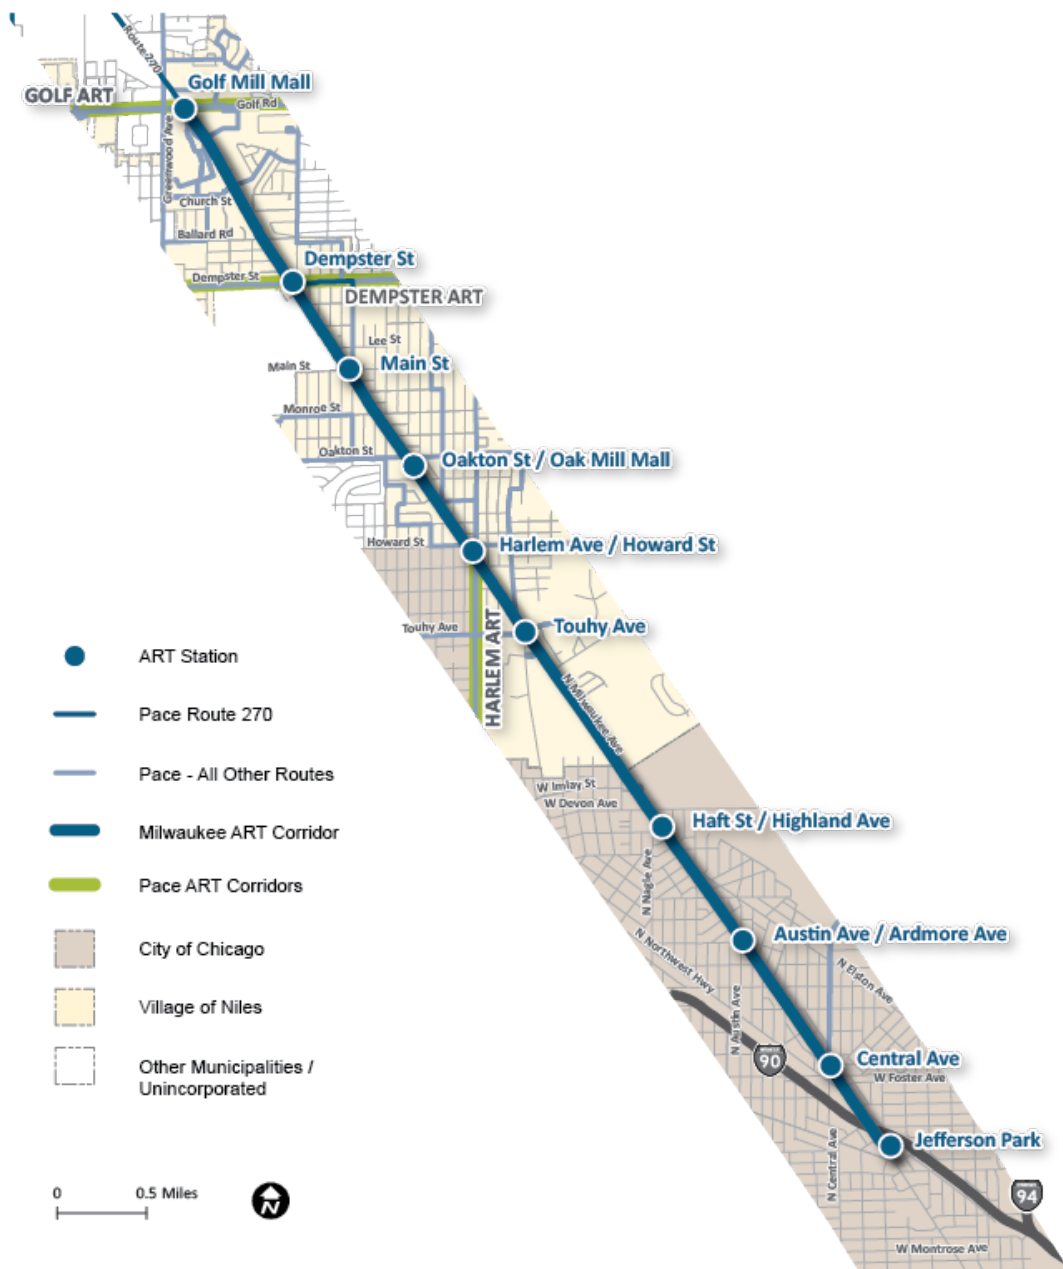 Route 270
Golf Mill Mall
GOLF ART
Golf Rd
Greenwood Ave
Church St
Ballard Rd
Dempster St
Dempster St
DEMPSTER ART
Lee St
Main St
Main St
Monroe St
Oakton St
Oakton St / Oak Mill Mall
Howard St
Harlem Ave / Howard St
Touhy Ave
Touhy Ave
HARLEM ART
N Milwaukee Ave
ART Station
Pace Route 270
Pace - All Other Routes
Milwaukee ART Corridor
Pace ART Corridors
City of Chicago
Village of Niles
Other Municipalities /
Unincorporated
W Imlay St
W Devon Ave
Haft St / Highland Ave
N Nagle Ave
Austin Ave / Ardmore Ave
N Northwest Hwy
N Elston Ave
N Austin Ave
90
Central Ave
W Foster Ave
Jefferson Park
N Central Ave
94
W Montrose Ave
0 0.5 Miles
N